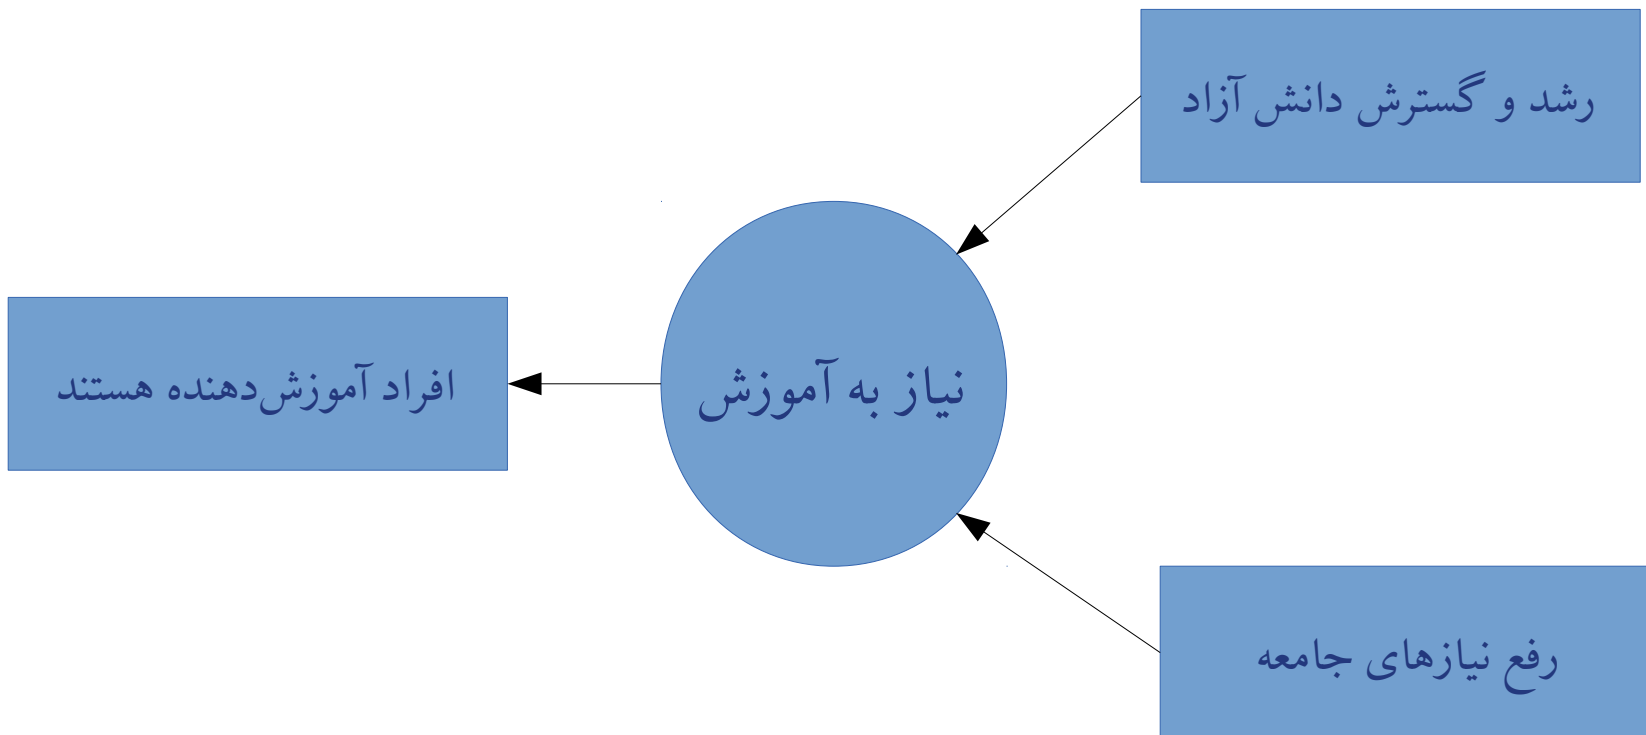 رشد و گسترش دانش آزاد
نیاز به آموزش
افراد آموزش‌دهنده هستند
رفع نیازهای جامعه